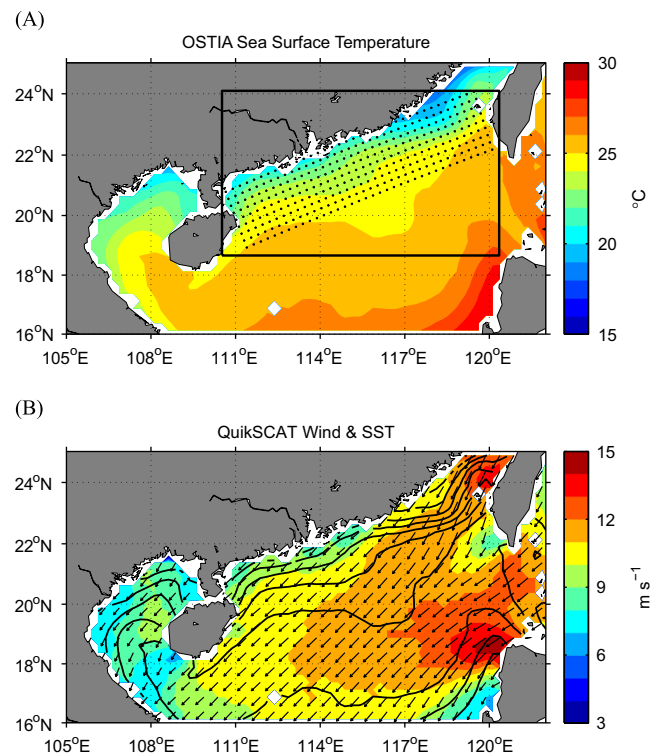 (A)
OSTIA Sea Surface Temperature
24°N
22°N
20°N
18°N
16°N
105°E 108°E 111°E 114°E 117°E 120°E
30
25
20
15
°C
(B)
QuikSCAT Wind & SST
24°N
22°N
20°N
18°N
16°N
105°E 108°E 111°E 114°E 117°E 120°E
15
12
9
6
3
m s⁻¹